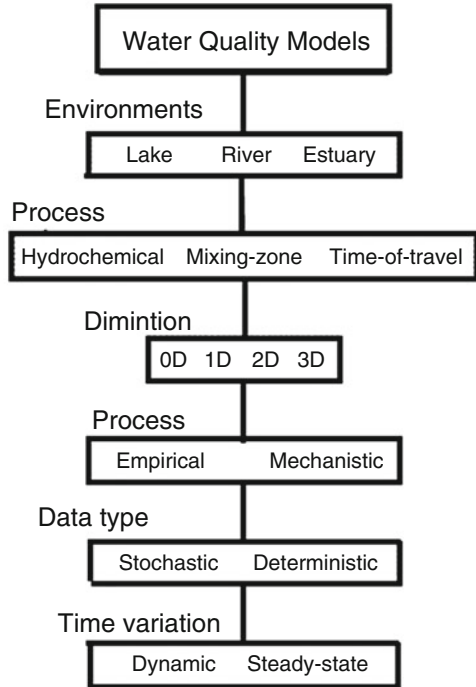 Water Quality Models
Environments
Lake River Estuary
Process
Hydrochemical Mixing-zone Time-of-travel
Dimintion
0D 1D 2D 3D
Process
Empirical Mechanistic
Data type
Stochastic Deterministic
Time variation
Dynamic Steady-state